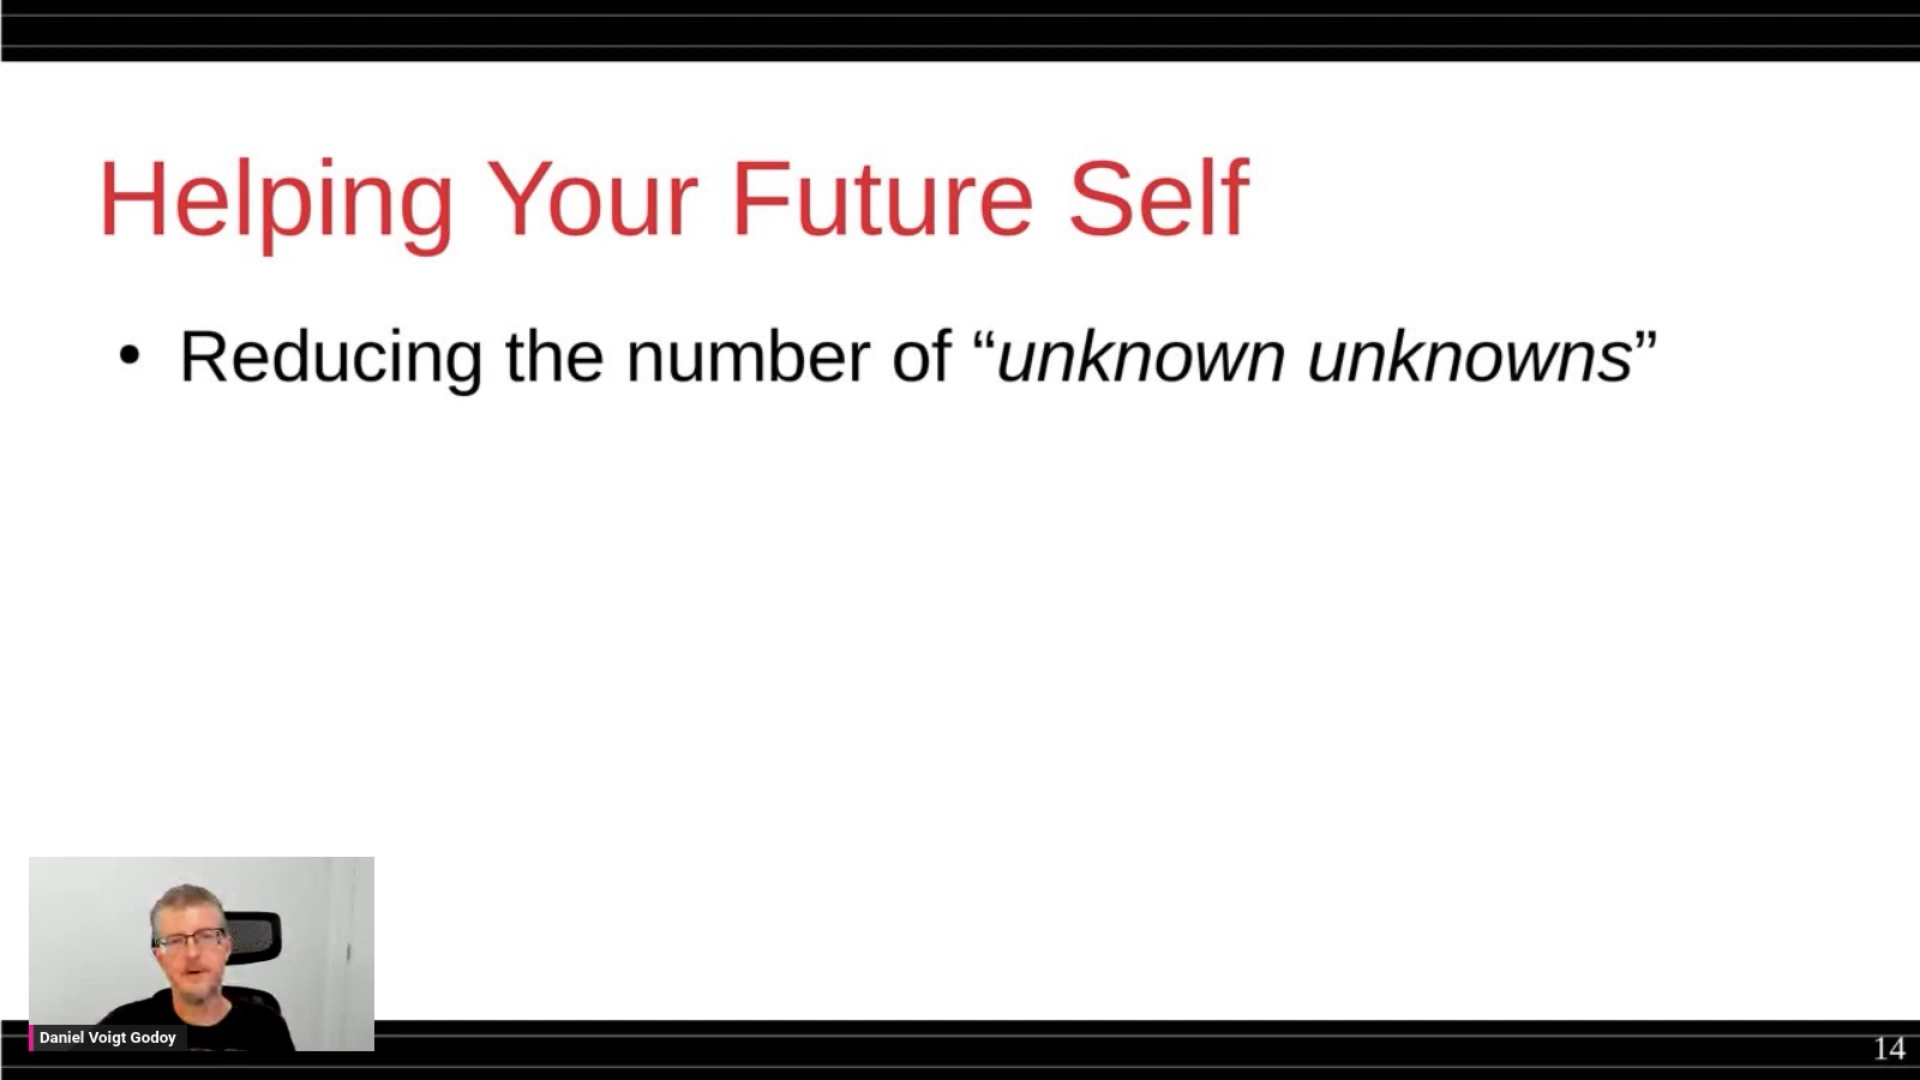 Helping Your Future Self
• Reducing the number of “unknown unknowns”
Daniel Voigt Godoy
14